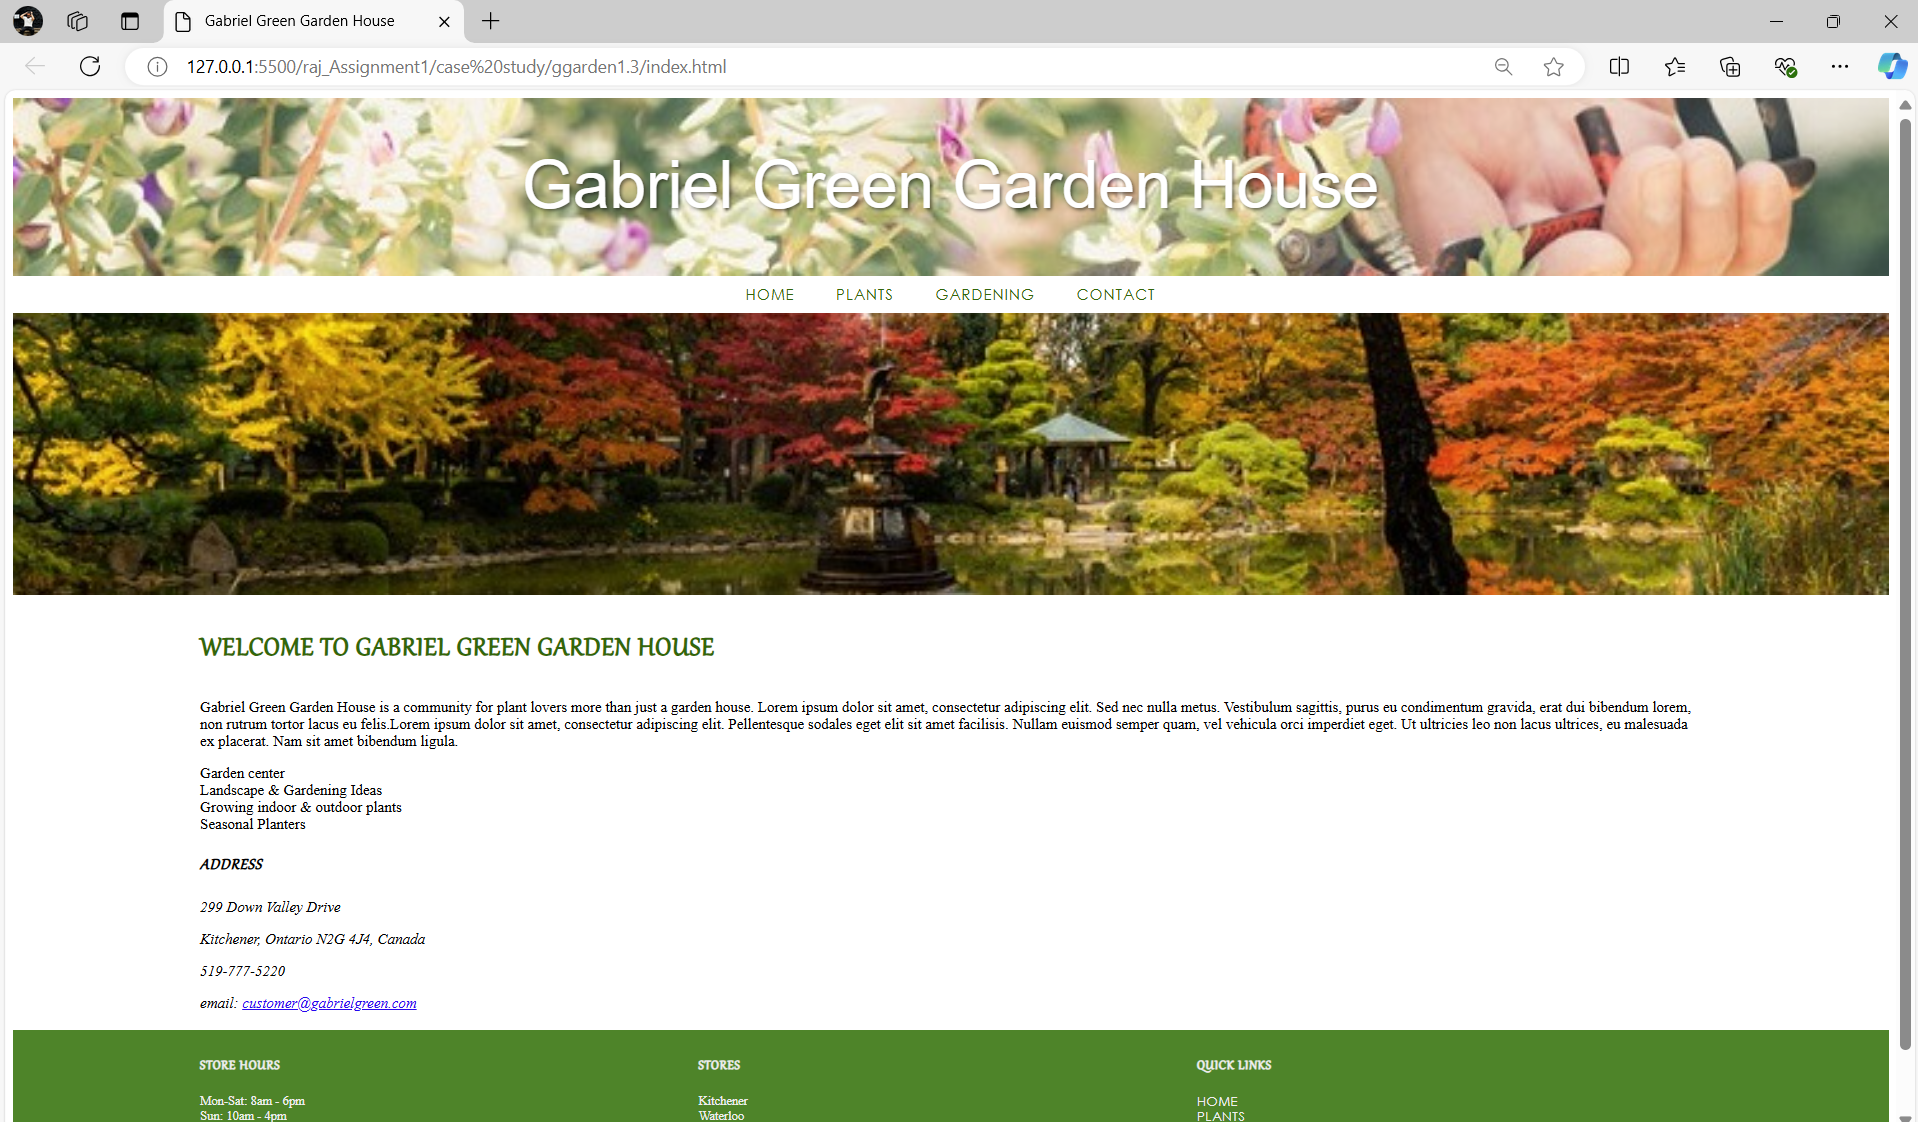 Gabriel Green Garden House
127.0.0.1:5500/raj_Assignment1/case%20study/ggarden1.3/index.html
Gabriel Green Garden House
HOME PLANTS GARDENING CONTACT
WELCOME TO GABRIEL GREEN GARDEN HOUSE
Gabriel Green Garden House is a community for plant lovers more than just a garden house. Lorem ipsum dolor sit amet, consectetur adipiscing elit. Sed nec nulla metus. Vestibulum sagittis, purus eu condimentum gravida, erat dui bibendum lorem,
non rutrum tortor lacus eu felis.Lorem ipsum dolor sit amet, consectetur adipiscing elit. Pellentesque sodales eget elit sit amet facilisis. Nullam euismod semper quam, vel vehicula orci imperdiet eget. Ut ultricies leo non lacus ultrices, eu malesuada
ex placerat. Nam sit amet bibendum ligula.
Garden center
Landscape & Gardening Ideas
Growing indoor & outdoor plants
Seasonal Planters
ADDRESS
299 Down Valley Drive
Kitchener, Ontario N2G 4J4, Canada
519-777-5220
email: customer@gabrielgreen.com
STORE HOURS
Mon-Sat: 8am - 6pm
Sun: 10am - 4pm
STORES
Kitchener
Waterloo
QUICK LINKS
HOME
PLANTS